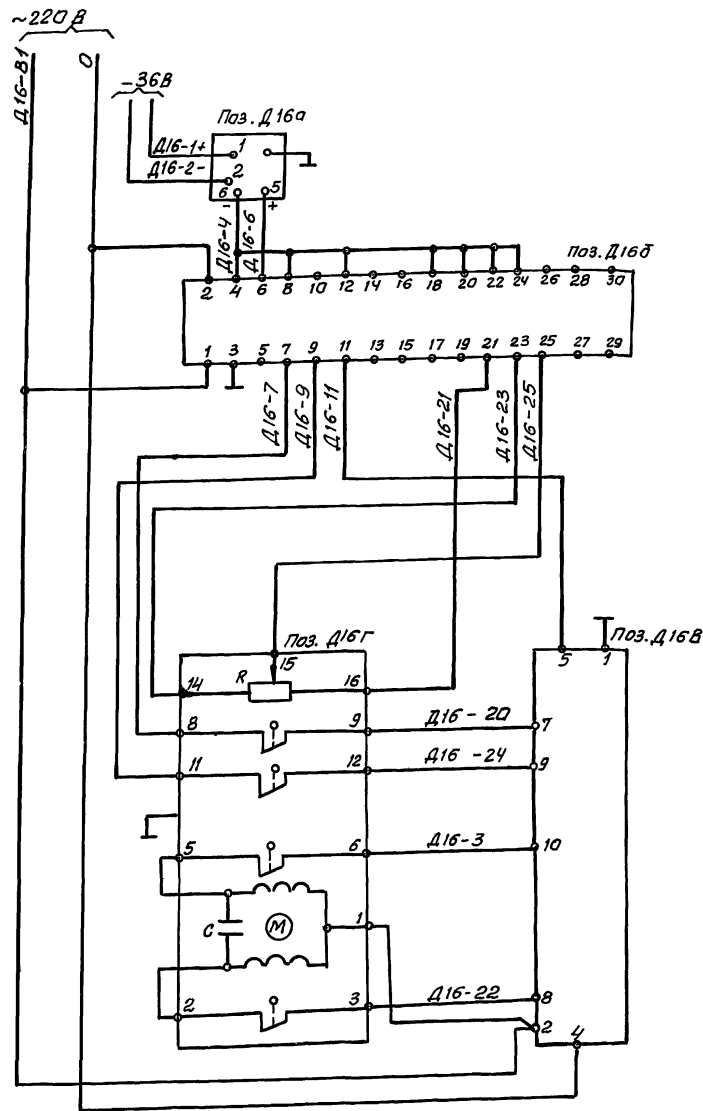 ~220В
Д16-В1
0
-36В
Поз. Д16а
Д16-1+
1
Д16-2-
2
6
5
-
+
Д16-4
Д16-6
Поз. Д16б
2 4 6 8 10 12 14 16 18 20 22 24 26 28 30
1 3 5 7 9 11 13 15 17 19 21 23 25 27 29
Д16-7
Д16-9
Д16-11
Д16-21
Д16-23
Д16-25
Поз. Д16г
Поз. Д16В
15
5 1
14 R 16
8 9 Д16-20 7
11 12 Д16-24 9
5 6 Д16-3 10
С М 1
2 3 Д16-22 8
2
4